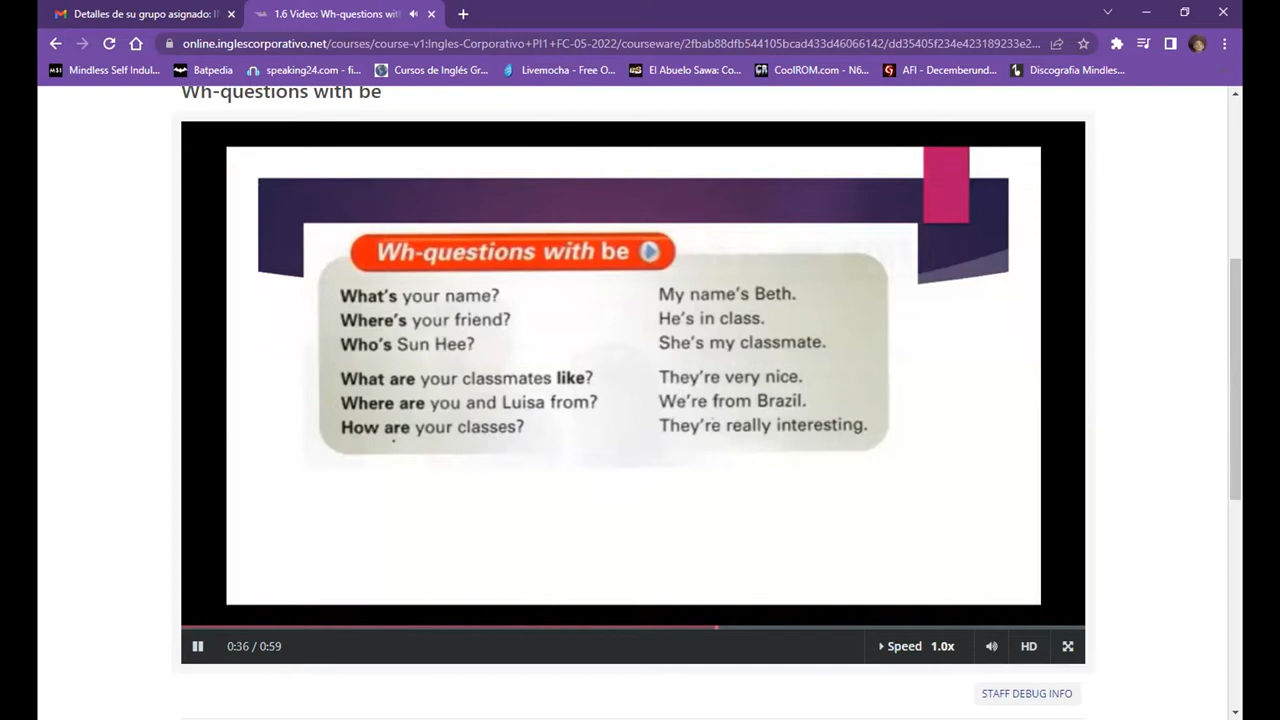 Detalles de su grupo asignado: II
1.6 Video: Wh-questions wit
online.inglescorporativo.net/courses/course-v1:Ingles-Corporativo+PI1+FC-05-2022/courseware/2fbab88dfb544105bcad433d46066142/dd35405f234e423189233e2...
Mindless Self Indul...
Batpedia
speaking24.com - fi...
Cursos de Inglés Gr...
Livemocha - Free O...
El Abuelo Sawa: Co...
CoolROM.com - N6...
AFI - Decemberund...
Discografia Mindles...
Wh-questions with be
Wh-questions with be
What's your name?
My name's Beth.
Where's your friend?
He's in class.
Who's Sun Hee?
She's my classmate.
What are your classmates like?
They're very nice.
Where are you and Luisa from?
We're from Brazil.
How are your classes?
They're really interesting.
0:36 / 0:59
Speed 1.0x
HD
STAFF DEBUG INFO